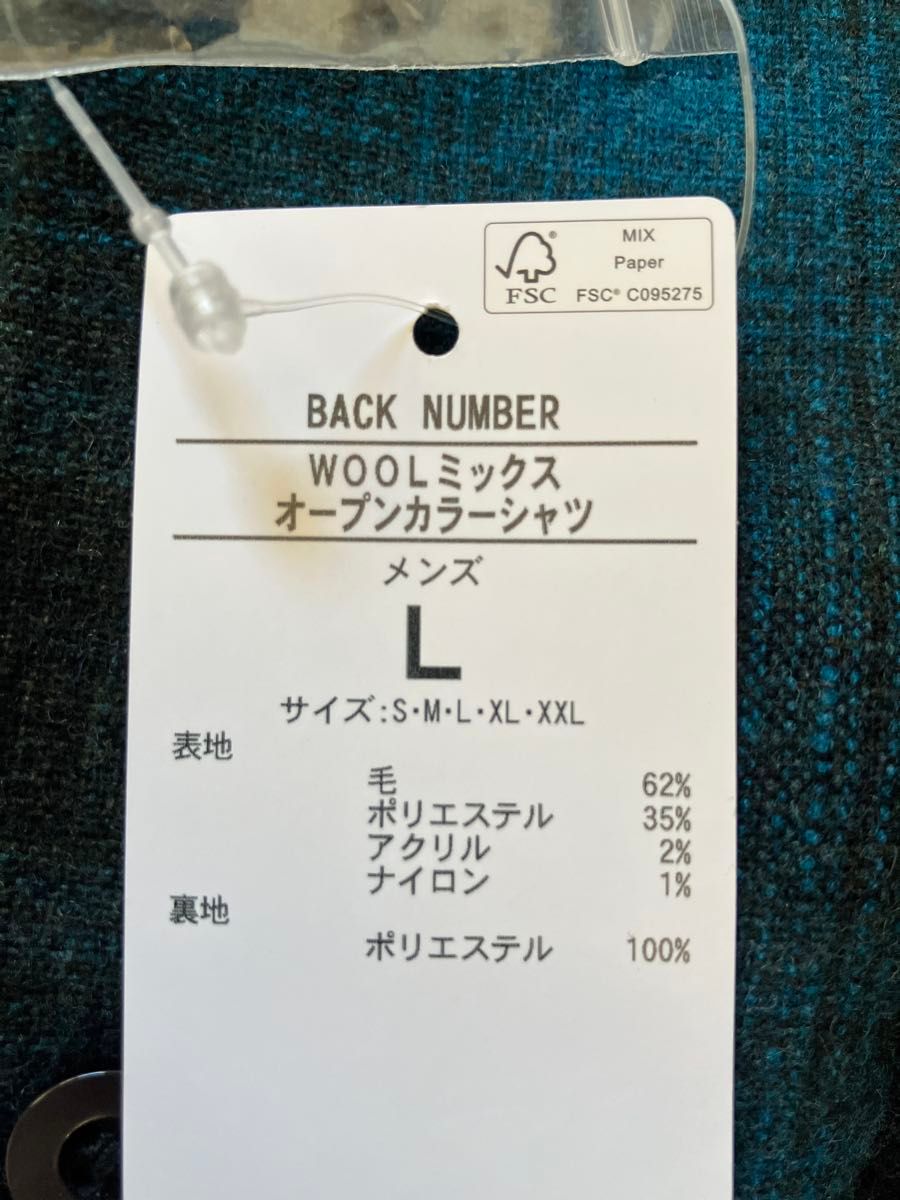 MIX
Paper
FSC® C095275
®
FSC
BACK NUMBER
WOOLミックス
オープンカラーシャツ
メンズ
L
サイズ:S・M・L・XL・XXL
表地
毛 62%
ポリエステル 35%
アクリル 2%
ナイロン 1%
裏地
ポリエステル 100%